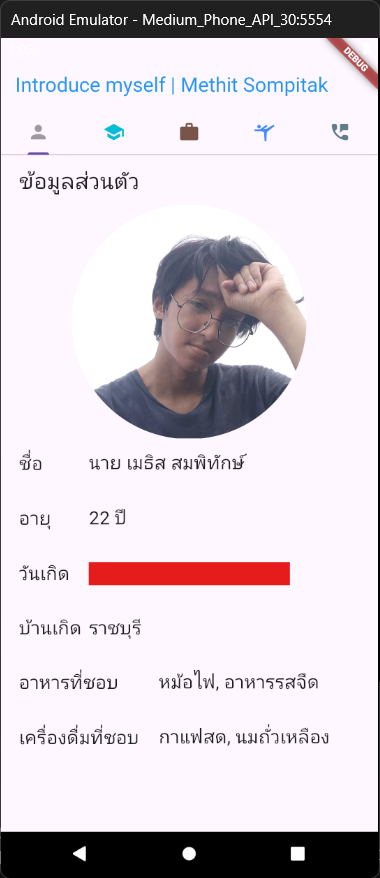 Android Emulator - Medium_Phone_API_30:5554
DEBUG
Introduce myself | Methit Sompitak
ข้อมูลส่วนตัว
ชื่อ นาย เมธิส สมพิทักษ์
อายุ 22 ปี
วันเกิด
บ้านเกิด ราชบุรี
อาหารที่ชอบ หม้อไฟ, อาหารรสจืด
เครื่องดื่มที่ชอบ กาแฟสด, นมถั่วเหลือง